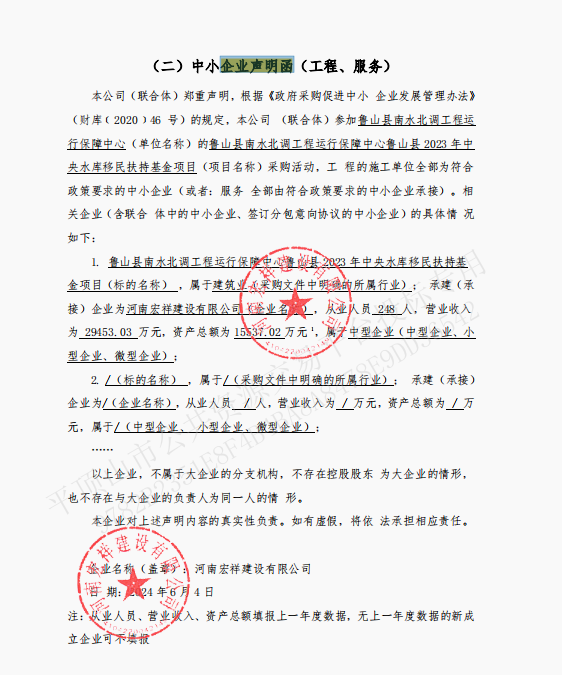 （二）中小企业声明函（工程、服务）
本公司（联合体）郑重声明，根据《政府采购促进中小 企业发展管理办法》
（财库﹝2020﹞46 号）的规定，本公司 （联合体）参加鲁山县南水北调工程运
行保障中心（单位名称）的鲁山县南水北调工程运行保障中心鲁山县 2023 年中
央水库移民扶持基金项目（项目名称）采购活动，工 程的施工单位全部为符合
政策要求的中小企业（或者：服务 全部由符合政策要求的中小企业承接）。相
关企业（含联合 体中的中小企业、签订分包意向协议的中小企业）的具体情 况
如下：
1. 鲁山县南水北调工程运行保障中心鲁山县 2023 年中央水库移民扶持基
金项目（标的名称） ，属于建筑业（采购文件中明确的所属行业）； 承建（承
接）企业为河南宏祥建设有限公司（企业名称），从业人员 248 人，营业收入
为 29453.03 万元，资产总额为 15537.02 万元¹，属于中型企业（中型企业、小
型企业、微型企业）；
2. /（标的名称） ，属于/（采购文件中明确的所属行业）； 承建（承接）
企业为/（企业名称），从业人员 / 人，营业收入为 / 万元，资产总额为 / 万
元，属于/（中型企业、 小型企业、微型企业）；
……
以上企业，不属于大企业的分支机构，不存在控股股东 为大企业的情形，
也不存在与大企业的负责人为同一人的情 形。
本企业对上述声明内容的真实性负责。如有虚假，将依 法承担相应责任。
企业名称（盖章）：河南宏祥建设有限公司
日 期：2024 年 6 月 4 日
注：从业人员、营业收入、资产总额填报上一年度数据，无上一年度数据的新成
立企业可不填报
河南宏祥建设有限公司
河南宏祥建设有限公司